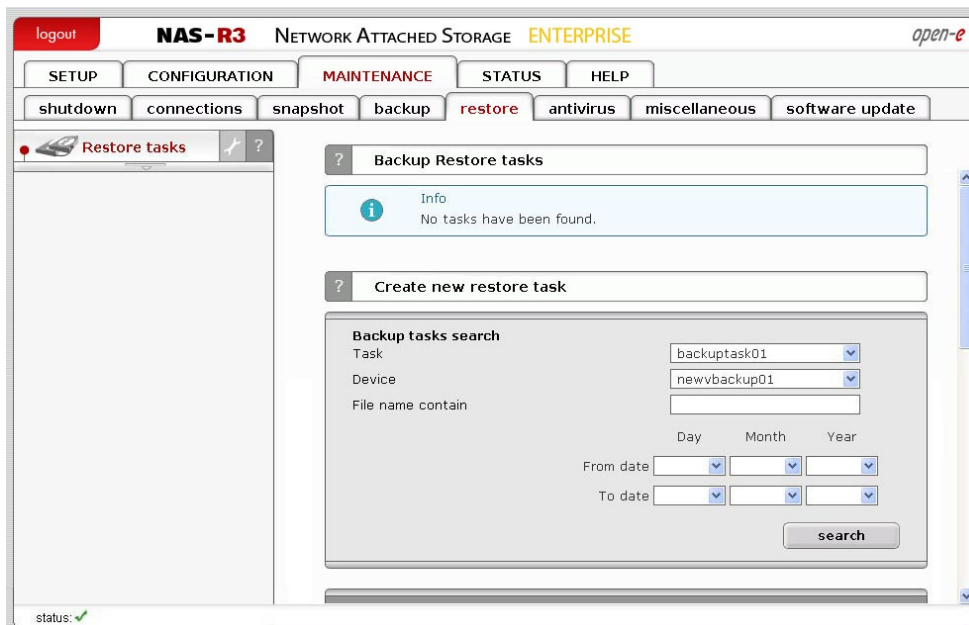 logout NAS-R3 NETWORK ATTACHED STORAGE ENTERPRISE open-e
SETUP CONFIGURATION MAINTENANCE STATUS HELP
shutdown connections snapshot backup restore antivirus miscellaneous software update
Restore tasks ?
? Backup Restore tasks
i Info
No tasks have been found.
? Create new restore task
Backup tasks search
Task backuptask01
Device newvbackup01
File name contain
Day Month Year
From date
To date
search
status: